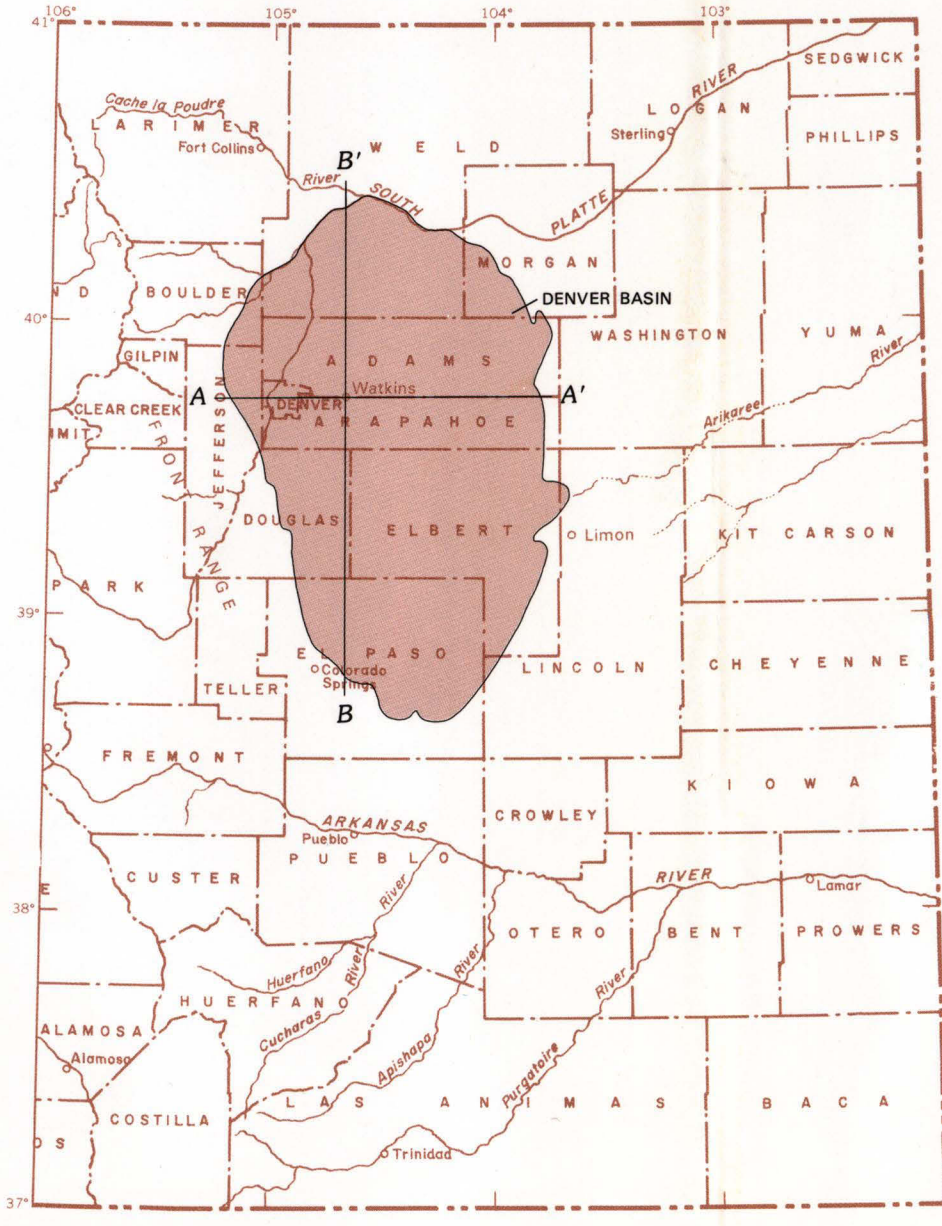 106°
105°
104°
103°
41°
SEDGWICK
RIVER
LOGAN
Cache la Poudre
LARIMER
Sterling
PHILLIPS
Fort Collins
WELD
B'
River
SOUTH
PLATTE
MORGAN
ND
BOULDER
DENVER BASIN
40°
WASHINGTON
YUMA
GILPIN
ADAMS
River
A
Watkins
A'
DENVER
CLEAR CREEK
ARAPAHOE
Arikaree
IMIT
JEFFERSON
FRON
RANGE
DOUGLAS
ELBERT
Limon
KIT CARSON
PARK
39°
EL PASO
Colorado
Springs
LINCOLN
CHEYENNE
TELLER
B
FREMONT
KIOWA
CROWLEY
ARKANSAS
Pueblo
PUEBLO
CUSTER
RIVER
Lamar
E
River
38°
OTERO
BENT
PROWERS
Huerfano
River
River
River
HUERFANO
Cucharas
ALAMOSA
Alamosa
Apishapa
Purgatoire
LAS ANIMAS
BACA
COSTILLA
OS
Trinidad
37°